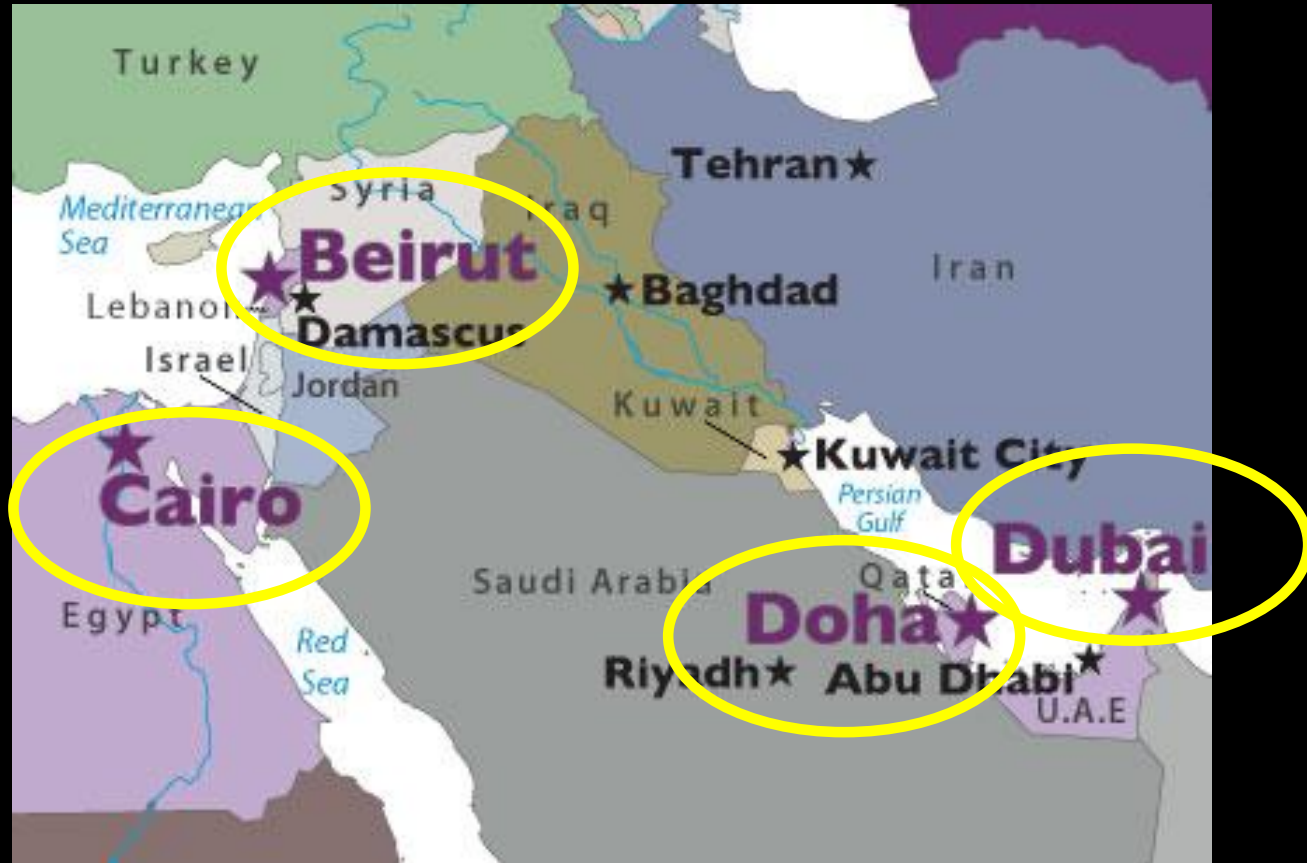 Turkey
Tehran
Syria
Mediterranean
Sea
Iraq
Beirut
Iran
Baghdad
Lebanon
Damascus
Israel
Jordan
Kuwait
Kuwait City
Cairo
Persian
Gulf
Dubai
Saudi Arabia
Qatar
Doha
Egypt
Red
Sea
Riyadh
Abu Dhabi
U.A.E